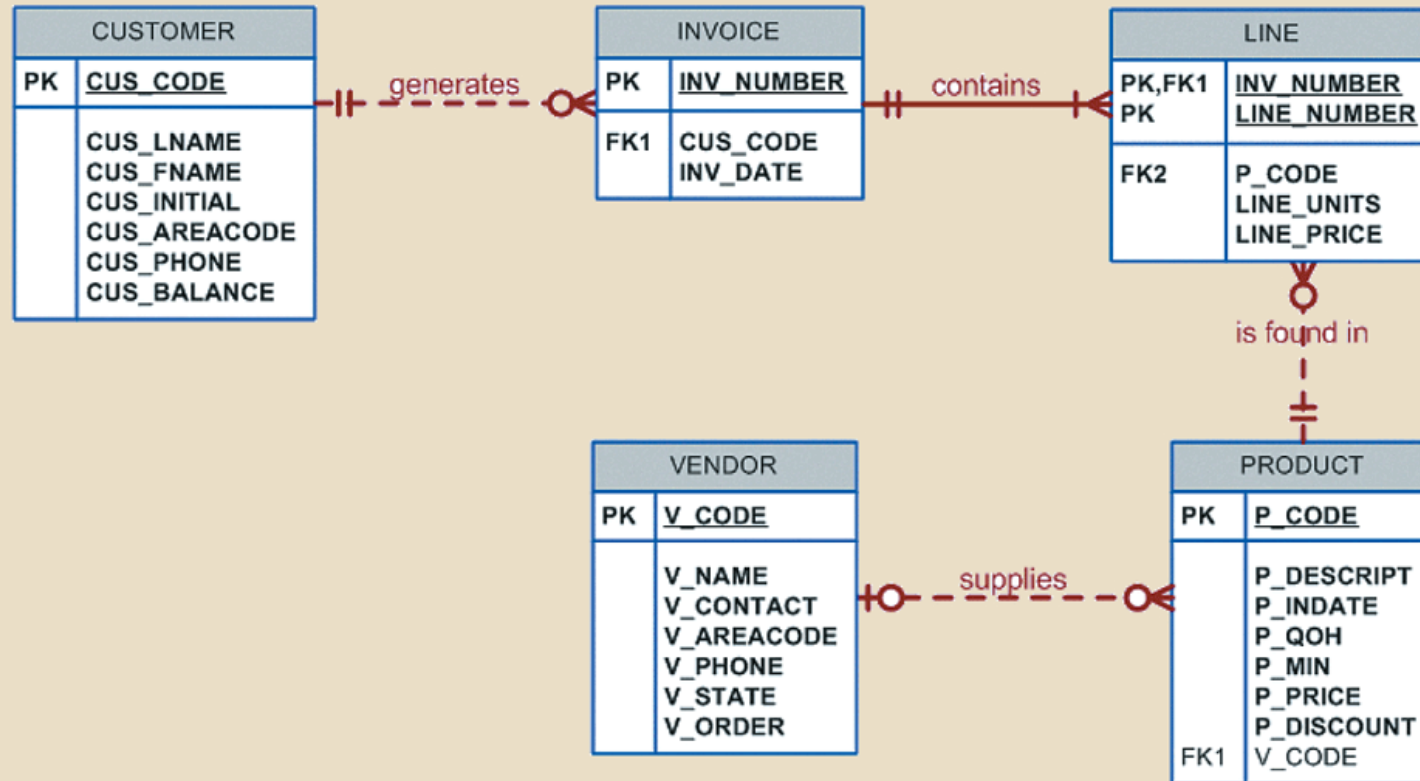 CUSTOMER
PK CUS_CODE
CUS_LNAME
CUS_FNAME
CUS_INITIAL
CUS_AREACODE
CUS_PHONE
CUS_BALANCE
generates
INVOICE
PK INV_NUMBER
FK1 CUS_CODE
INV_DATE
contains
LINE
PK,FK1 INV_NUMBER
PK LINE_NUMBER
FK2 P_CODE
LINE_UNITS
LINE_PRICE
is found in
VENDOR
PK V_CODE
V_NAME
V_CONTACT
V_AREACODE
V_PHONE
V_STATE
V_ORDER
supplies
PRODUCT
PK P_CODE
P_DESCRIPT
P_INDATE
P_QOH
P_MIN
P_PRICE
P_DISCOUNT
FK1 V_CODE